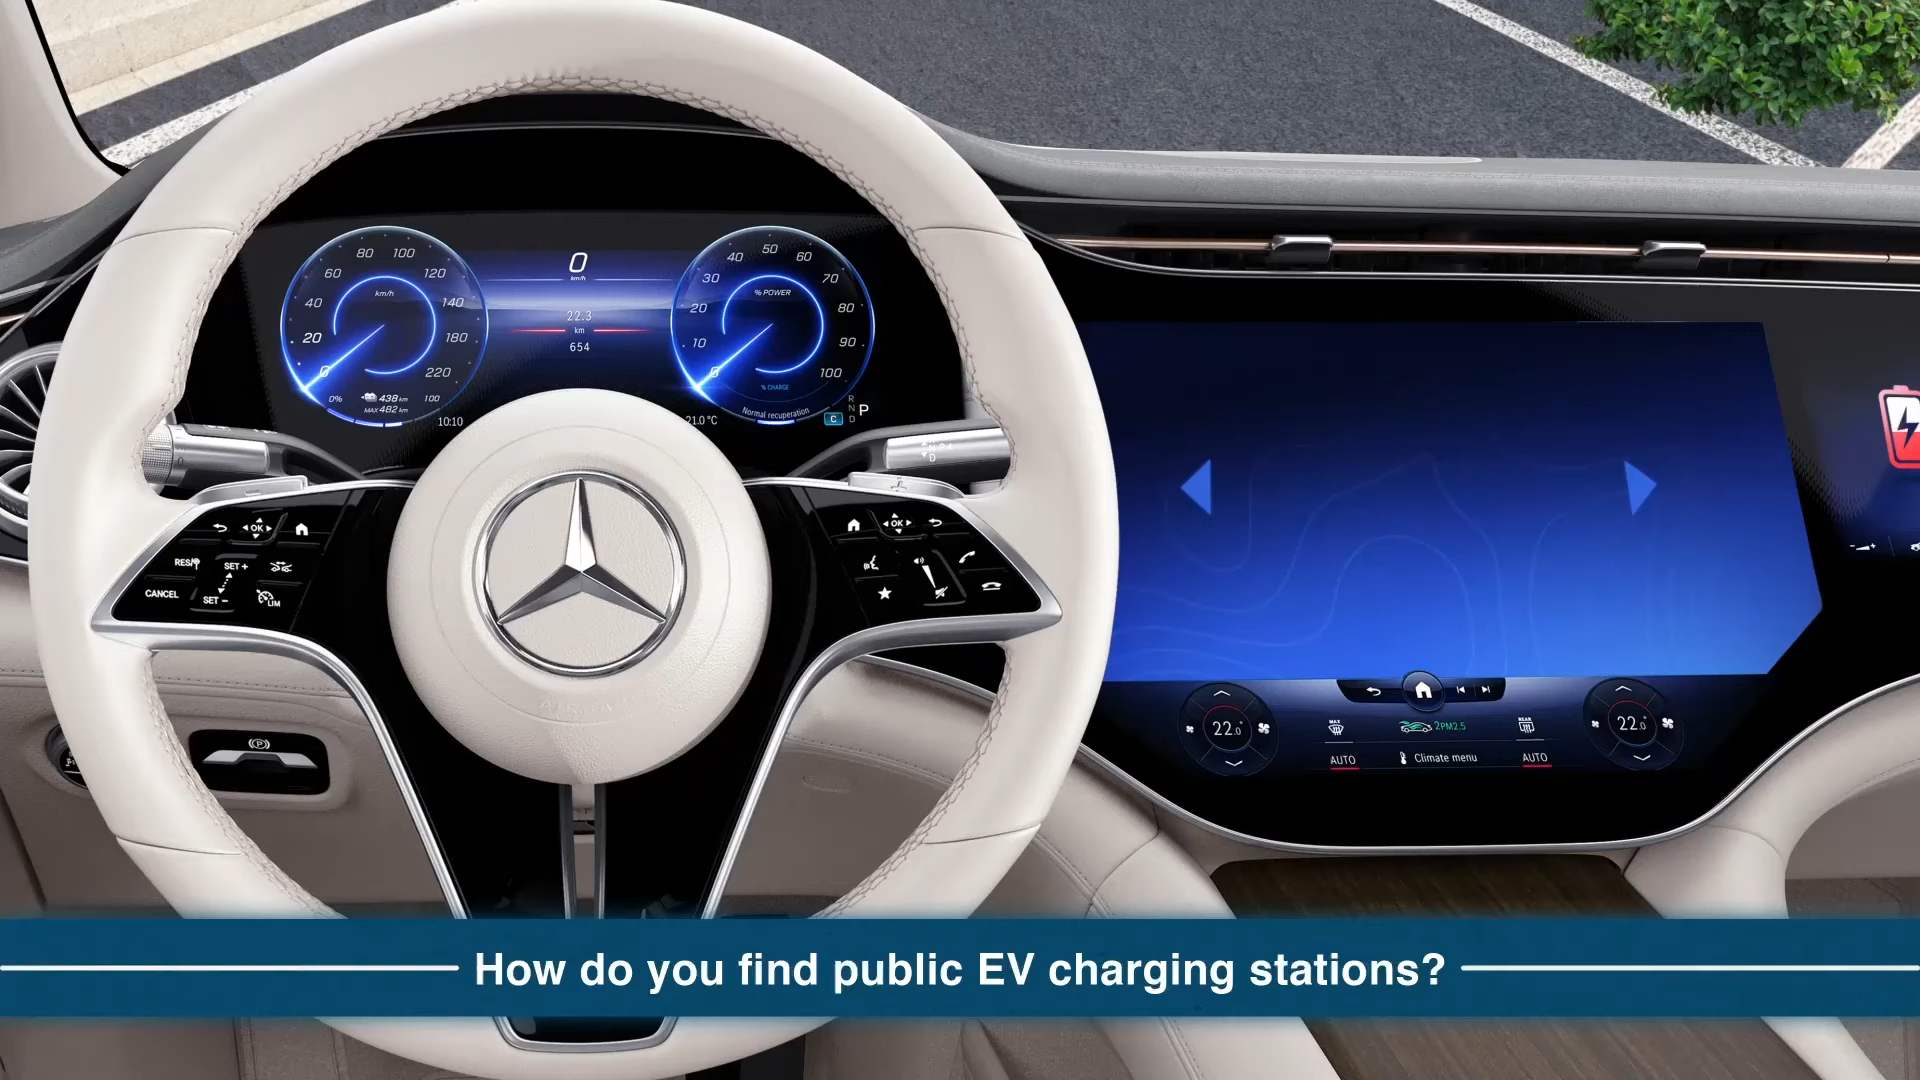 80 100
60 120
40 km/h 140
20 180
0 220
0% 438 km 100
MAX 482 km
10:10
0
km/h
22.3
km
654
50
40 60
30 70
20 % POWER 80
10 90
0 100
% CHARGE
Normal recuperation
21.0 °C
C
R
N
D
P
OK
RES
SET +
CANCEL
SET -
LIM
OK
P
22.0
MAX
2PM2.5
REAR
22.0
AUTO
Climate menu
AUTO
How do you find public EV charging stations?